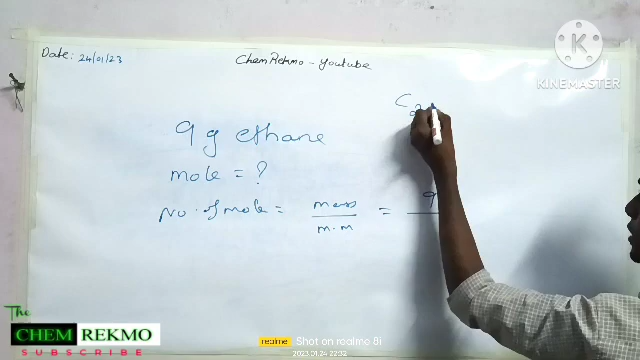 Date: 24/01/23
ChemRekmo - Youtube
KINEMASTER
C2
9 g ethane
mole = ?
No. of mole = mass / m.m = 9
The
CHEM REKMO
SUBSCRIBE
realme Shot on realme 8i
2023.01.24 22:32